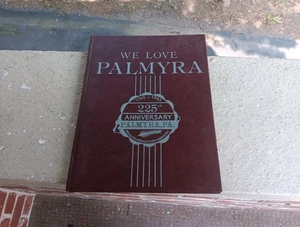 WE LOVE
PALMYRA
225th
ANNIVERSARY
PALMYRA, PA.